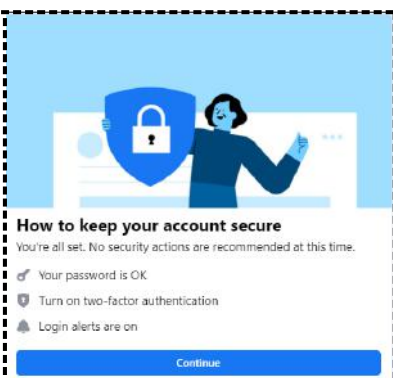 How to keep your account secure
You're all set. No security actions are recommended at this time.
Your password is OK
Turn on two-factor authentication
Login alerts are on
Continue